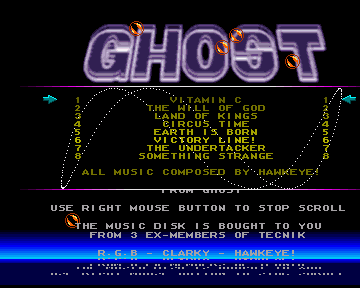 GHOST
1 VITAMIN C 1
2 THE WILL OF GOD 2
3 LAND OF KINGS 3
4 CIRCUS TIME 4
5 EARTH IS BORN 5
6 VICTORY LINE! 6
7 THE UNDERTAKER 7
8 SOMETHING STRANGE 8
ALL MUSIC COMPOSED BY HAWKEYE!
FROM GHOST
USE RIGHT MOUSE BUTTON TO STOP SCROLL
THE MUSIC DISK IS BOUGHT TO YOU
FROM 3 EX-MEMBERS OF TECNIK
R.G.B - CLARKY - HAWKEYE!